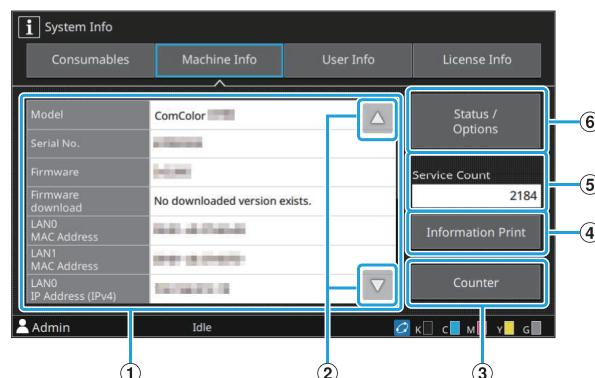 i System Info
Consumables Machine Info User Info License Info
Model ComColor
Serial No.
Firmware
Firmware
download No downloaded version exists.
LAN0
MAC Address
LAN1
MAC Address
LAN0
IP Address (IPv4)
Status /
Options
Service Count
2184
Information Print
Counter
Admin Idle K C M Y G
6
5
4
1 2 3